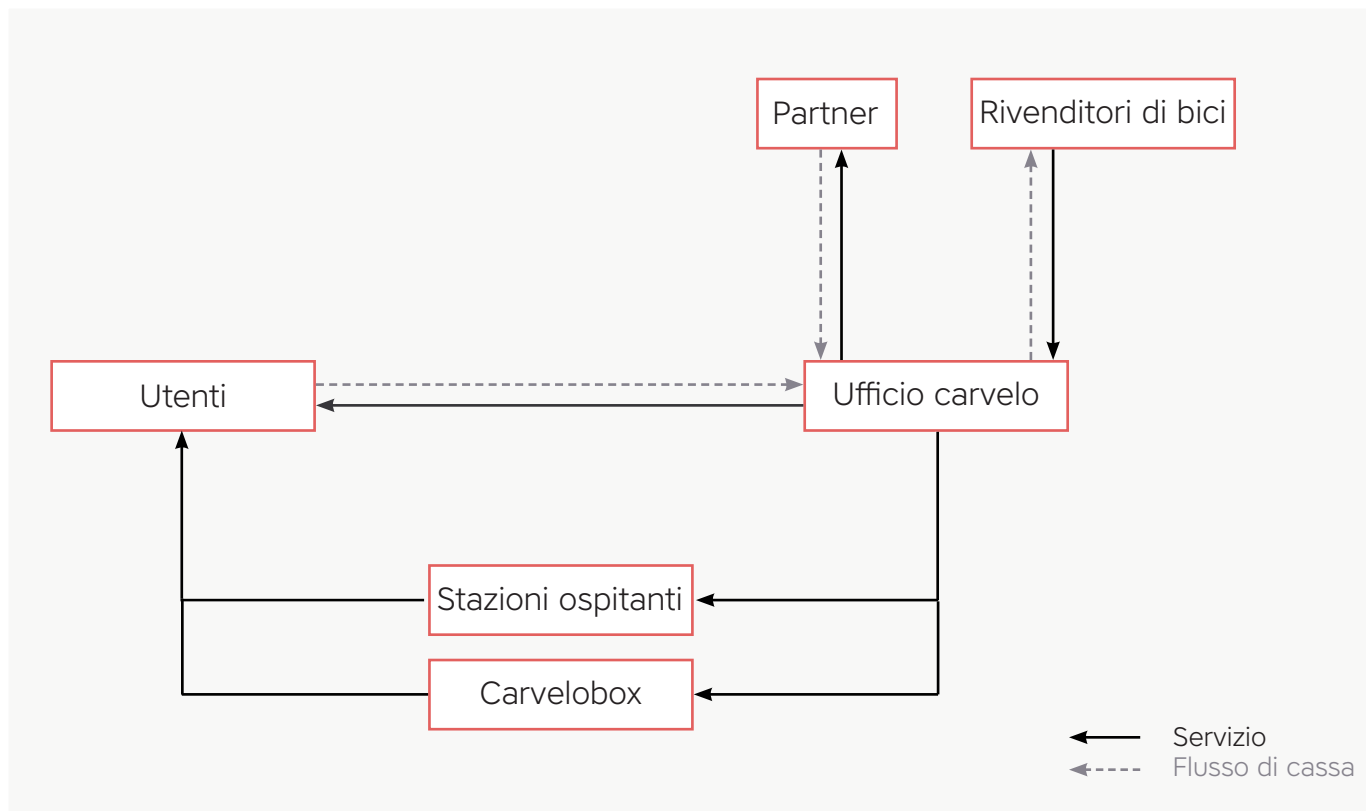 Partner
Rivenditori di bici
Utenti
Ufficio carvelo
Stazioni ospitanti
Carvelobox
Servizio
Flusso di cassa